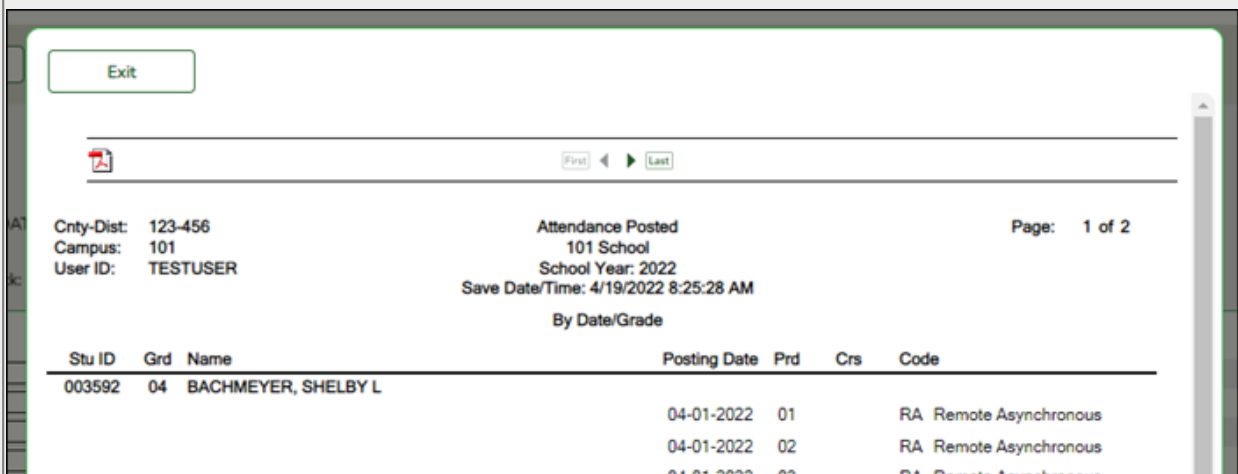 Exit
First Last
Cnty-Dist: 123-456 Attendance Posted Page: 1 of 2
Campus: 101 101 School
User ID: TESTUSER School Year: 2022
Save Date/Time: 4/19/2022 8:25:28 AM
By Date/Grade
Stu ID Grd Name Posting Date Prd Crs Code
003592 04 BACHMEYER, SHELBY L
04-01-2022 01 RA Remote Asynchronous
04-01-2022 02 RA Remote Asynchronous